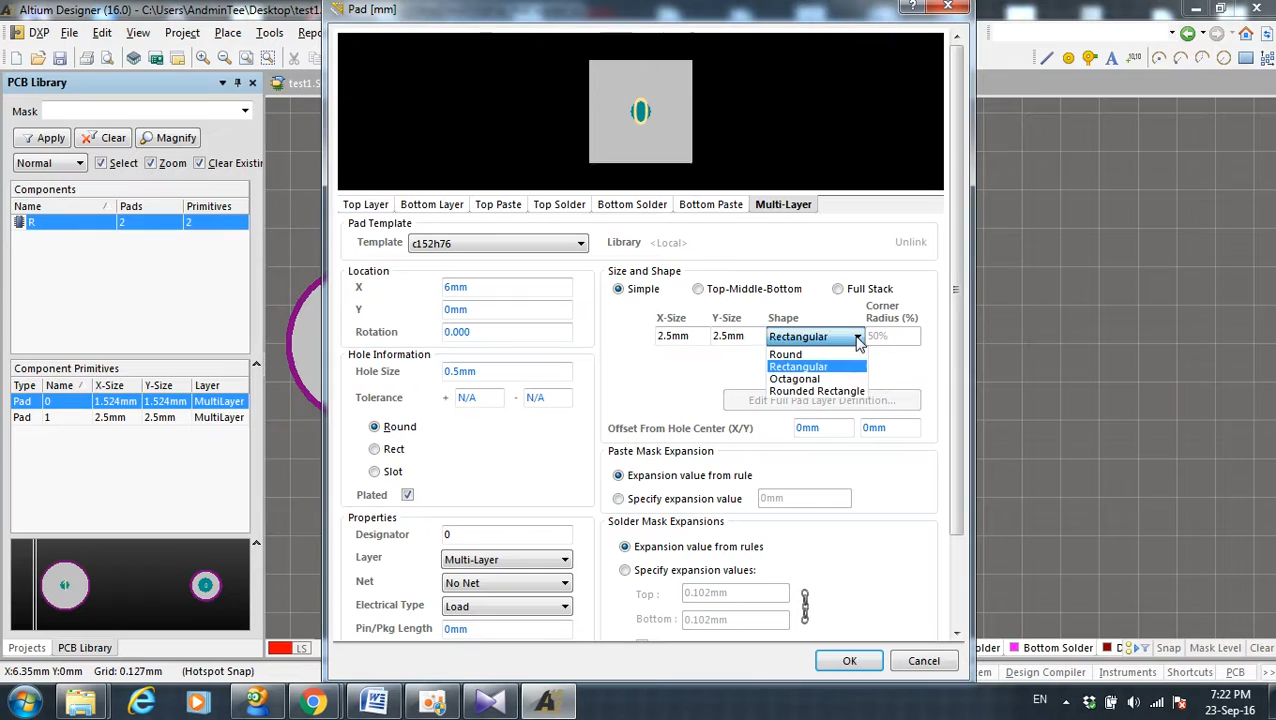 Altium Designer (16.0) - C:\Users\AndminTee\Desktop\test1.
Pad [mm]
DXP File Edit View Project Place Tools
PCB Library
test1.S
Mask
Apply Clear Magnify
Normal Select Zoom Clear Existin
Components
Name / Pads Primitives
R 2 2
Component Primitives
Type Name / X-Size Y-Size Layer
Pad 0 1.524mm 1.524mm MultiLayer
Pad 1 2.5mm 2.5mm MultiLayer
Projects PCB Library
LS
X:6.35mm Y:0mm Grid: 0.127mm (Hotspot Snap)
0
Top Layer Bottom Layer Top Paste Top Solder Bottom Solder Bottom Paste Multi-Layer
Pad Template
Template c152h76 Library <Local> Unlink
Location
X 6mm
Y 0mm
Rotation 0.000
Hole Information
Hole Size 0.5mm
Tolerance + N/A - N/A
Round
Rect
Slot
Plated
Properties
Designator 0
Layer Multi-Layer
Net No Net
Electrical Type Load
Pin/Pkg Length 0mm
Size and Shape
Simple Top-Middle-Bottom Full Stack
Corner
X-Size Y-Size Shape Radius (%)
2.5mm 2.5mm Rectangular 50%
Round
Rectangular
Octagonal
Rounded Rectangle
Edit Full Pad Layer Definition...
Offset From Hole Center (X/Y) 0mm 0mm
Paste Mask Expansion
Expansion value from rule
Specify expansion value 0mm
Solder Mask Expansions
Expansion value from rules
Specify expansion values:
Top : 0.102mm
Bottom : 0.102mm
OK Cancel
+10,10
older Bottom Solder D Snap Mask Level Clear
em Design Compiler Instruments Shortcuts
EN
7:22 PM
23-Sep-16